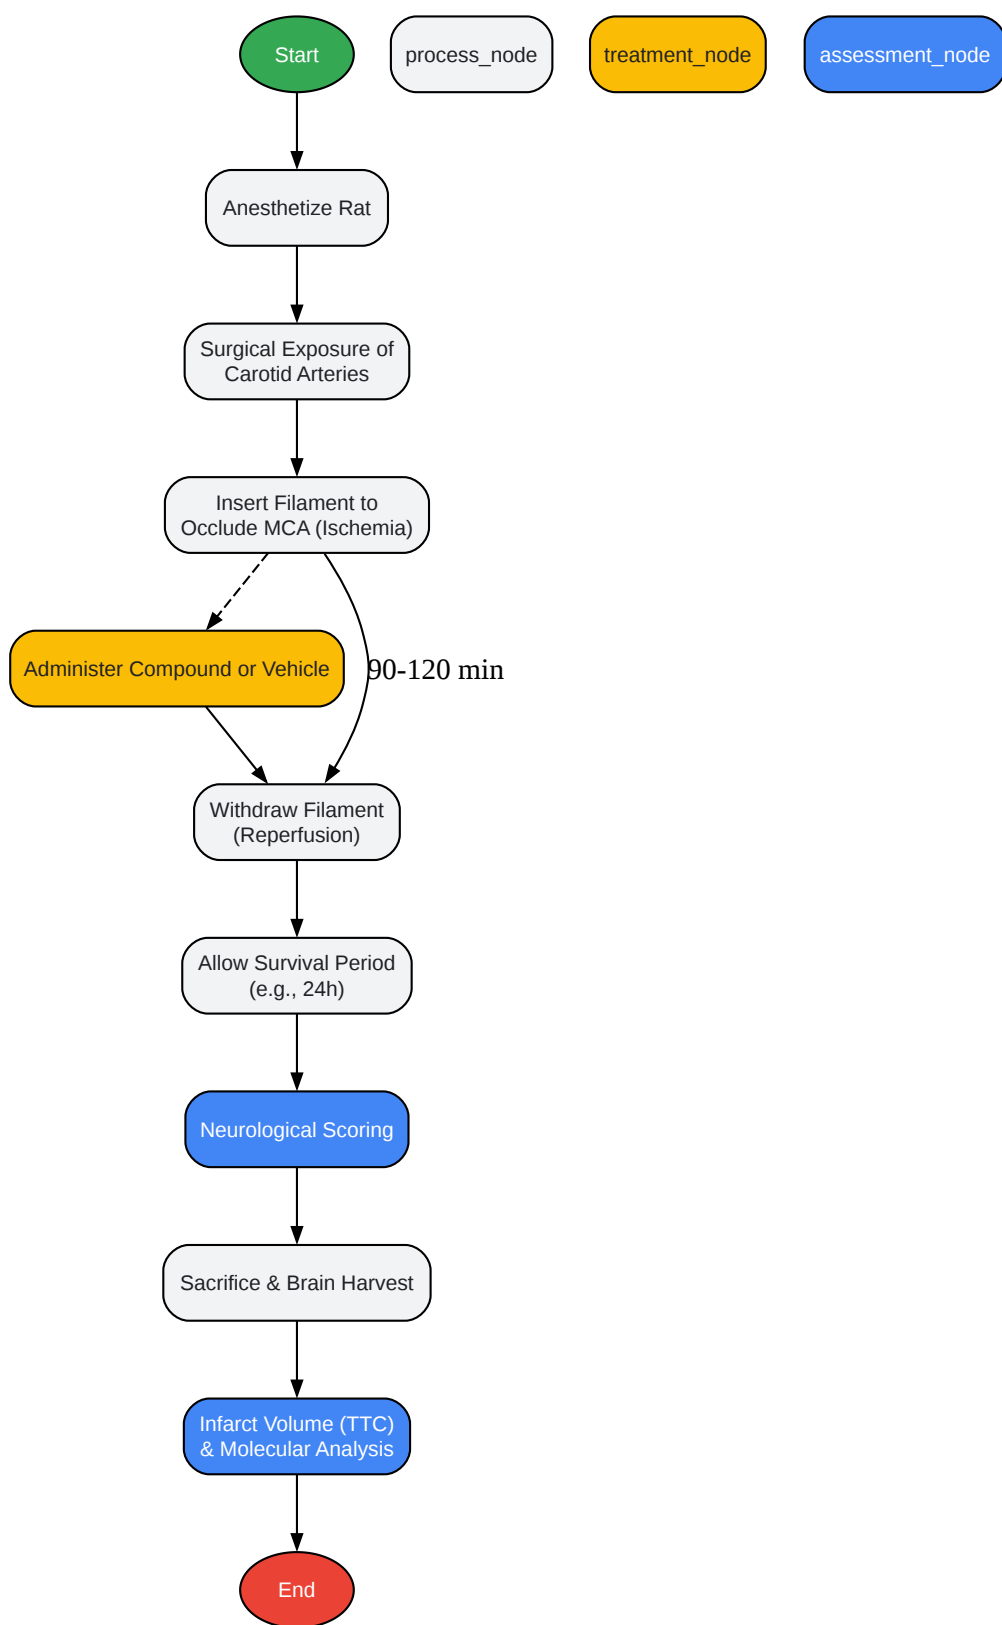 Start
process_node
treatment_node
assessment_node
Anesthetize Rat
Surgical Exposure of
Carotid Arteries
Insert Filament to
Occlude MCA (Ischemia)
Administer Compound or Vehicle
90-120 min
Withdraw Filament
(Reperfusion)
Allow Survival Period
(e.g., 24h)
Neurological Scoring
Sacrifice & Brain Harvest
Infarct Volume (TTC)
& Molecular Analysis
End